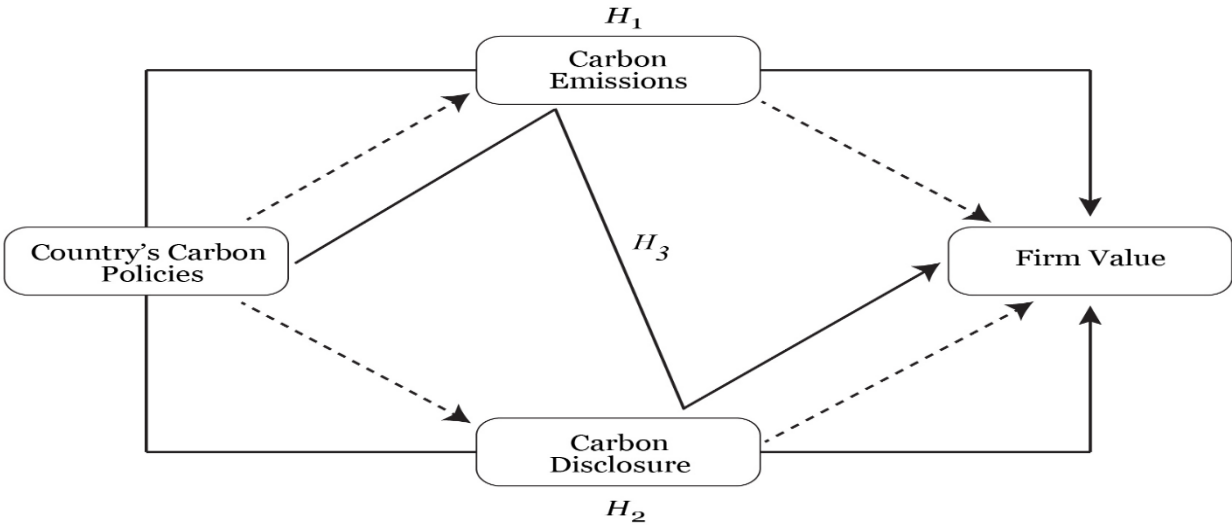 H1
Carbon
Emissions
Country's Carbon
Policies
H3
Firm Value
Carbon
Disclosure
H2